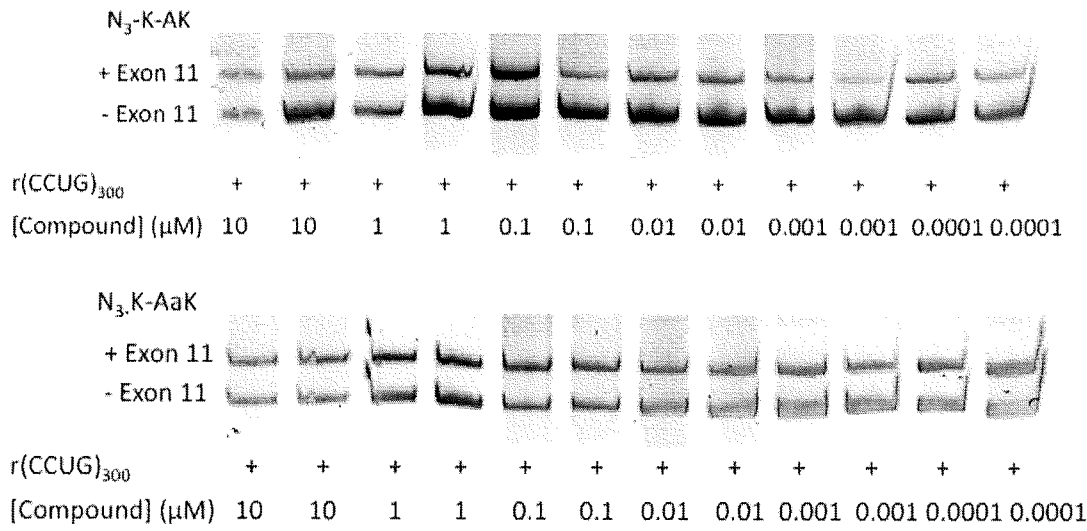 N3-K-AK
+ Exon 11
- Exon 11
r(CCUG)300 + + + + + + + + + + + +
[Compound] (µM) 10 10 1 1 0.1 0.1 0.01 0.01 0.001 0.001 0.0001 0.0001
N3.K-AaK
+ Exon 11
- Exon 11
r(CCUG)300 + + + + + + + + + + + +
[Compound] (µM) 10 10 1 1 0.1 0.1 0.01 0.01 0.001 0.001 0.0001 0.0001